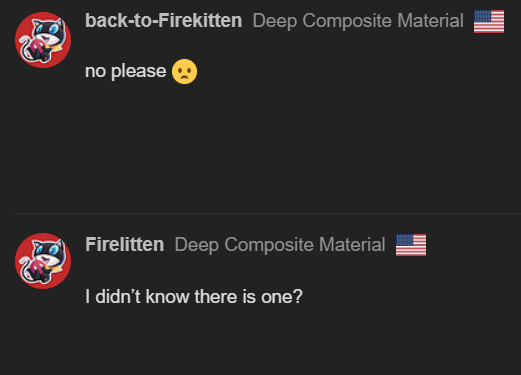 back-to-Firekitten Deep Composite Material
no please
Firelitten Deep Composite Material
I didn’t know there is one?